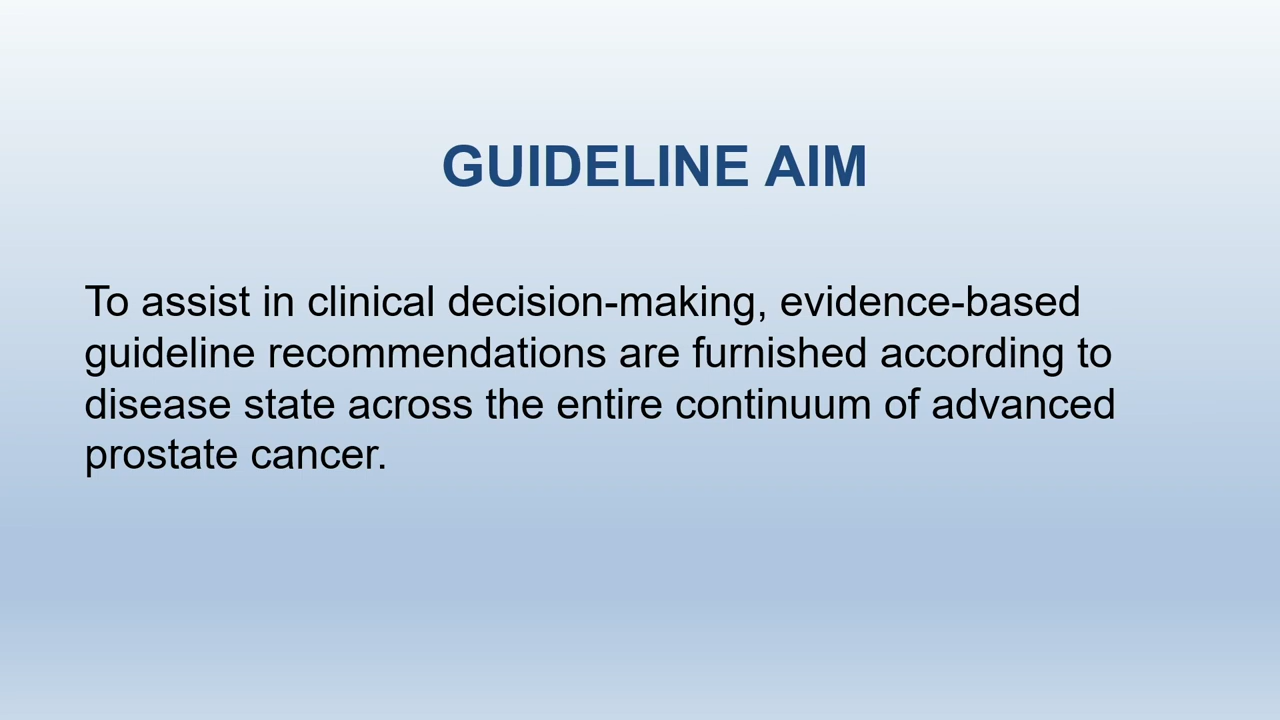 GUIDELINE AIM
To assist in clinical decision-making, evidence-based
guideline recommendations are furnished according to
disease state across the entire continuum of advanced
prostate cancer.